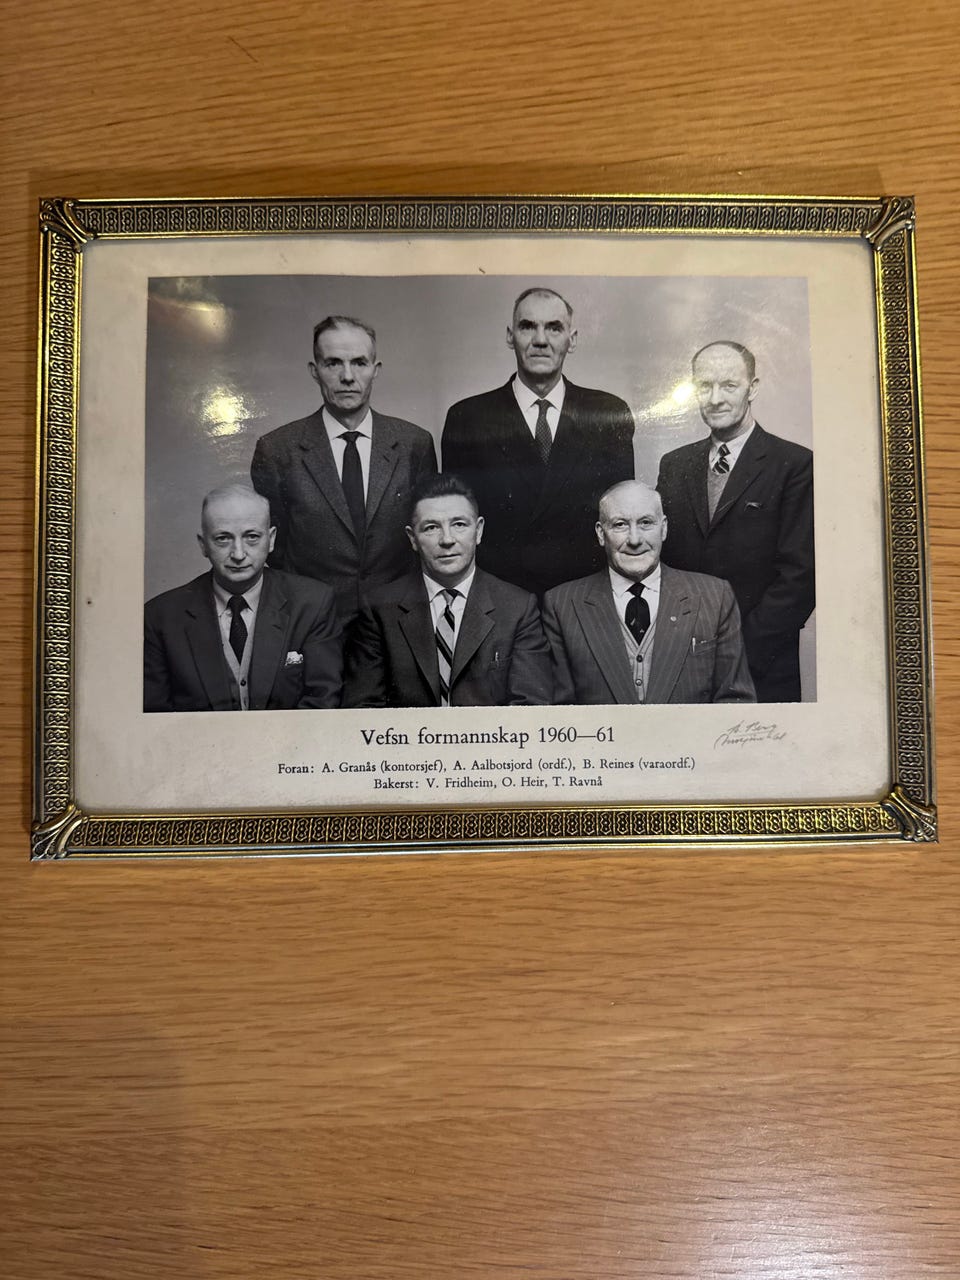 Vefsn formannskap 1960—61
Foran: A. Granås (kontorsjef), A. Aalbotsjord (ordf.), B. Reines (varaordf.)
Bakerst: V. Fridheim, O. Heir, T. Ravnå